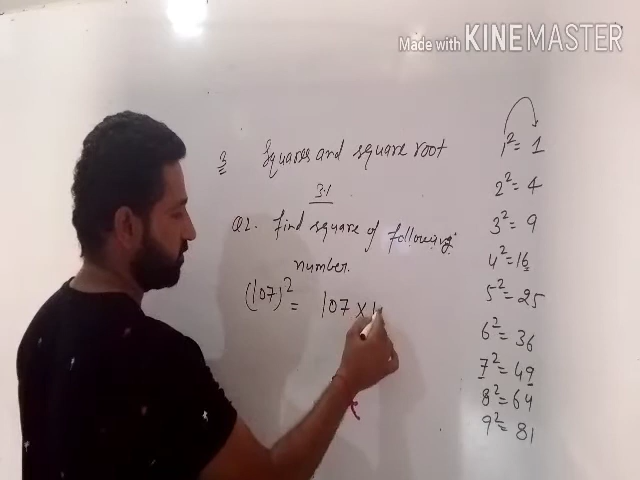 Made with KINEMASTER
3 Squares and square root
3.1
Q2. find square of following
number.
(107)² = 107 × 1
1² = 1
2² = 4
3² = 9
4² = 16
5² = 25
6² = 36
7² = 49
8² = 64
9² = 81